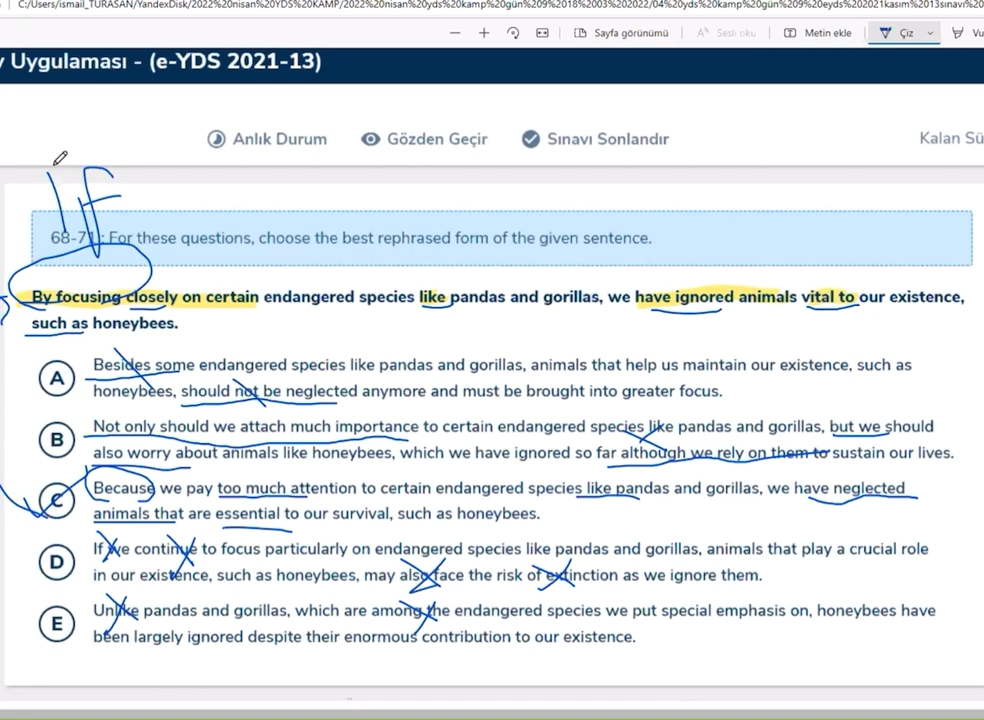 C:/Users/ismail_TURASAN/YandexDisk/2022%20nisan%20YDS%20KAMP/2022%20nisan%20yds%20kamp%20gün%209%2018%2003%202022/04%20yds%20kamp%20gün%209%20eyds%202021kasim%2013sınavi%20
Sayfa görünümü
Sesli oku
Metin ekle
Çiz
Vu
Uygulaması - (e-YDS 2021-13)
Anlık Durum
Gözden Geçir
Sınavı Sonlandır
Kalan Sü
IF
68-71: For these questions, choose the best rephrased form of the given sentence.
By focusing closely on certain endangered species like pandas and gorillas, we have ignored animals vital to our existence,
such as honeybees.
A
Besides some endangered species like pandas and gorillas, animals that help us maintain our existence, such as
honeybees, should not be neglected anymore and must be brought into greater focus.
B
Not only should we attach much importance to certain endangered species like pandas and gorillas, but we should
also worry about animals like honeybees, which we have ignored so far although we rely on them to sustain our lives.
C
Because we pay too much attention to certain endangered species like pandas and gorillas, we have neglected
animals that are essential to our survival, such as honeybees.
D
If we continue to focus particularly on endangered species like pandas and gorillas, animals that play a crucial role
in our existence, such as honeybees, may also face the risk of extinction as we ignore them.
E
Unlike pandas and gorillas, which are among the endangered species we put special emphasis on, honeybees have
been largely ignored despite their enormous contribution to our existence.